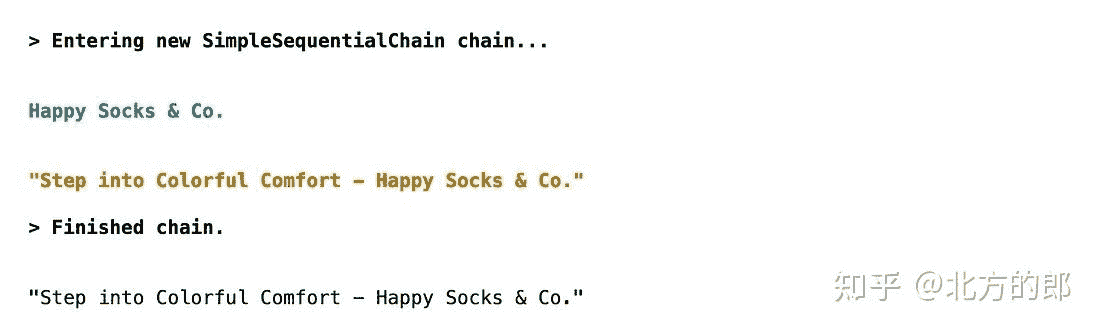 > Entering new SimpleSequentialChain chain...
Happy Socks & Co.
"Step into Colorful Comfort – Happy Socks & Co."
> Finished chain.
"Step into Colorful Comfort – Happy Socks & Co."
知乎 @北方的郎